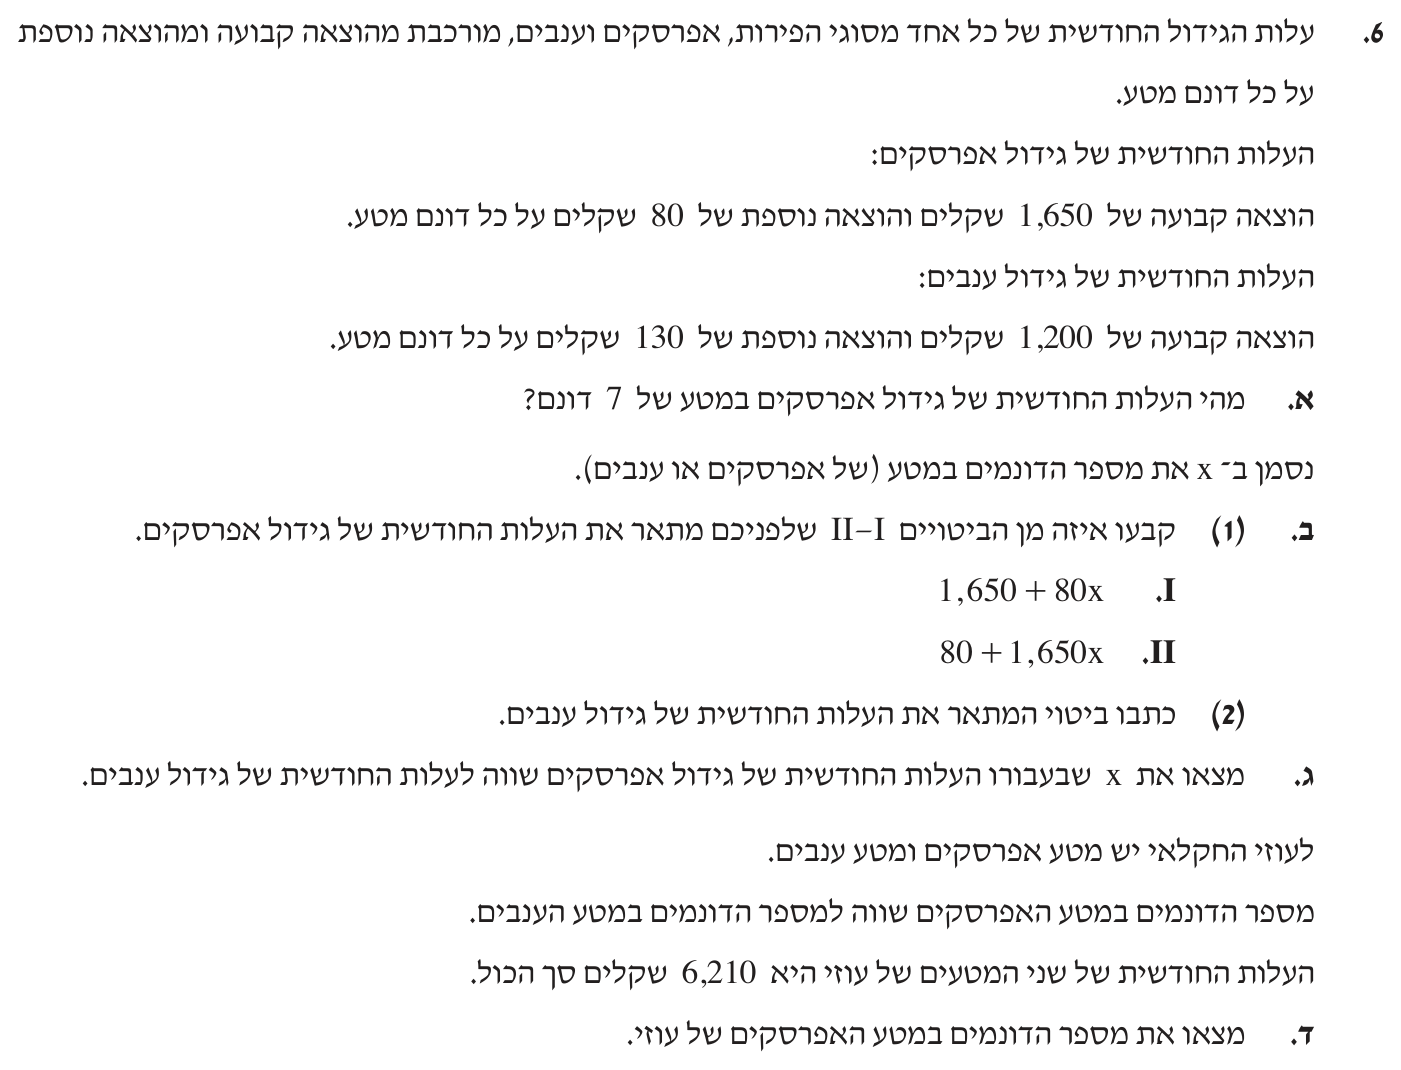 6. עלות הגידול החודשית של כל אחד מסוגי הפירות, אפרסקים וענבים, מורכבת מהוצאה קבועה ומהוצאה נוספת
על כל דונם מטע.
העלות החודשית של גידול אפרסקים:
הוצאה קבועה של 1,650 שקלים והוצאה נוספת של 80 שקלים על כל דונם מטע.
העלות החודשית של גידול ענבים:
הוצאה קבועה של 1,200 שקלים והוצאה נוספת של 130 שקלים על כל דונם מטע.
א. מהי העלות החודשית של גידול אפרסקים במטע של 7 דונם?
נסמן ב־ x את מספר הדונמים במטע (של אפרסקים או ענבים).
ב. (1) קבעו איזה מן הביטויים I–II שלפניכם מתאר את העלות החודשית של גידול אפרסקים.
I. 1,650 + 80x
II. 80 + 1,650x
(2) כתבו ביטוי המתאר את העלות החודשית של גידול ענבים.
ג. מצאו את x שבעבורו העלות החודשית של גידול אפרסקים שווה לעלות החודשית של גידול ענבים.
לעוזי החקלאי יש מטע אפרסקים ומטע ענבים.
מספר הדונמים במטע האפרסקים שווה למספר הדונמים במטע הענבים.
העלות החודשית של שני המטעים של עוזי היא 6,210 שקלים סך הכול.
ד. מצאו את מספר הדונמים במטע האפרסקים של עוזי.